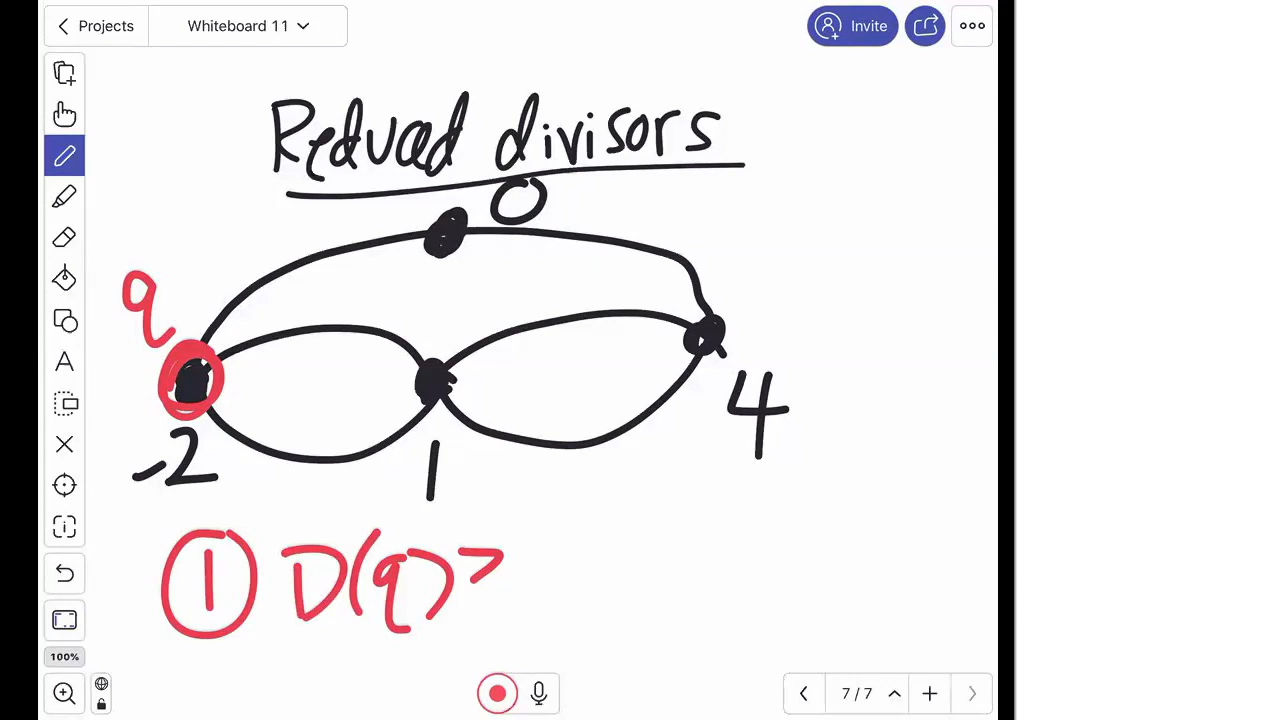 Projects
Whiteboard 11
Invite
Reduced divisors
0
q
-2
1
4
① D(q) >
A
100%
7/7